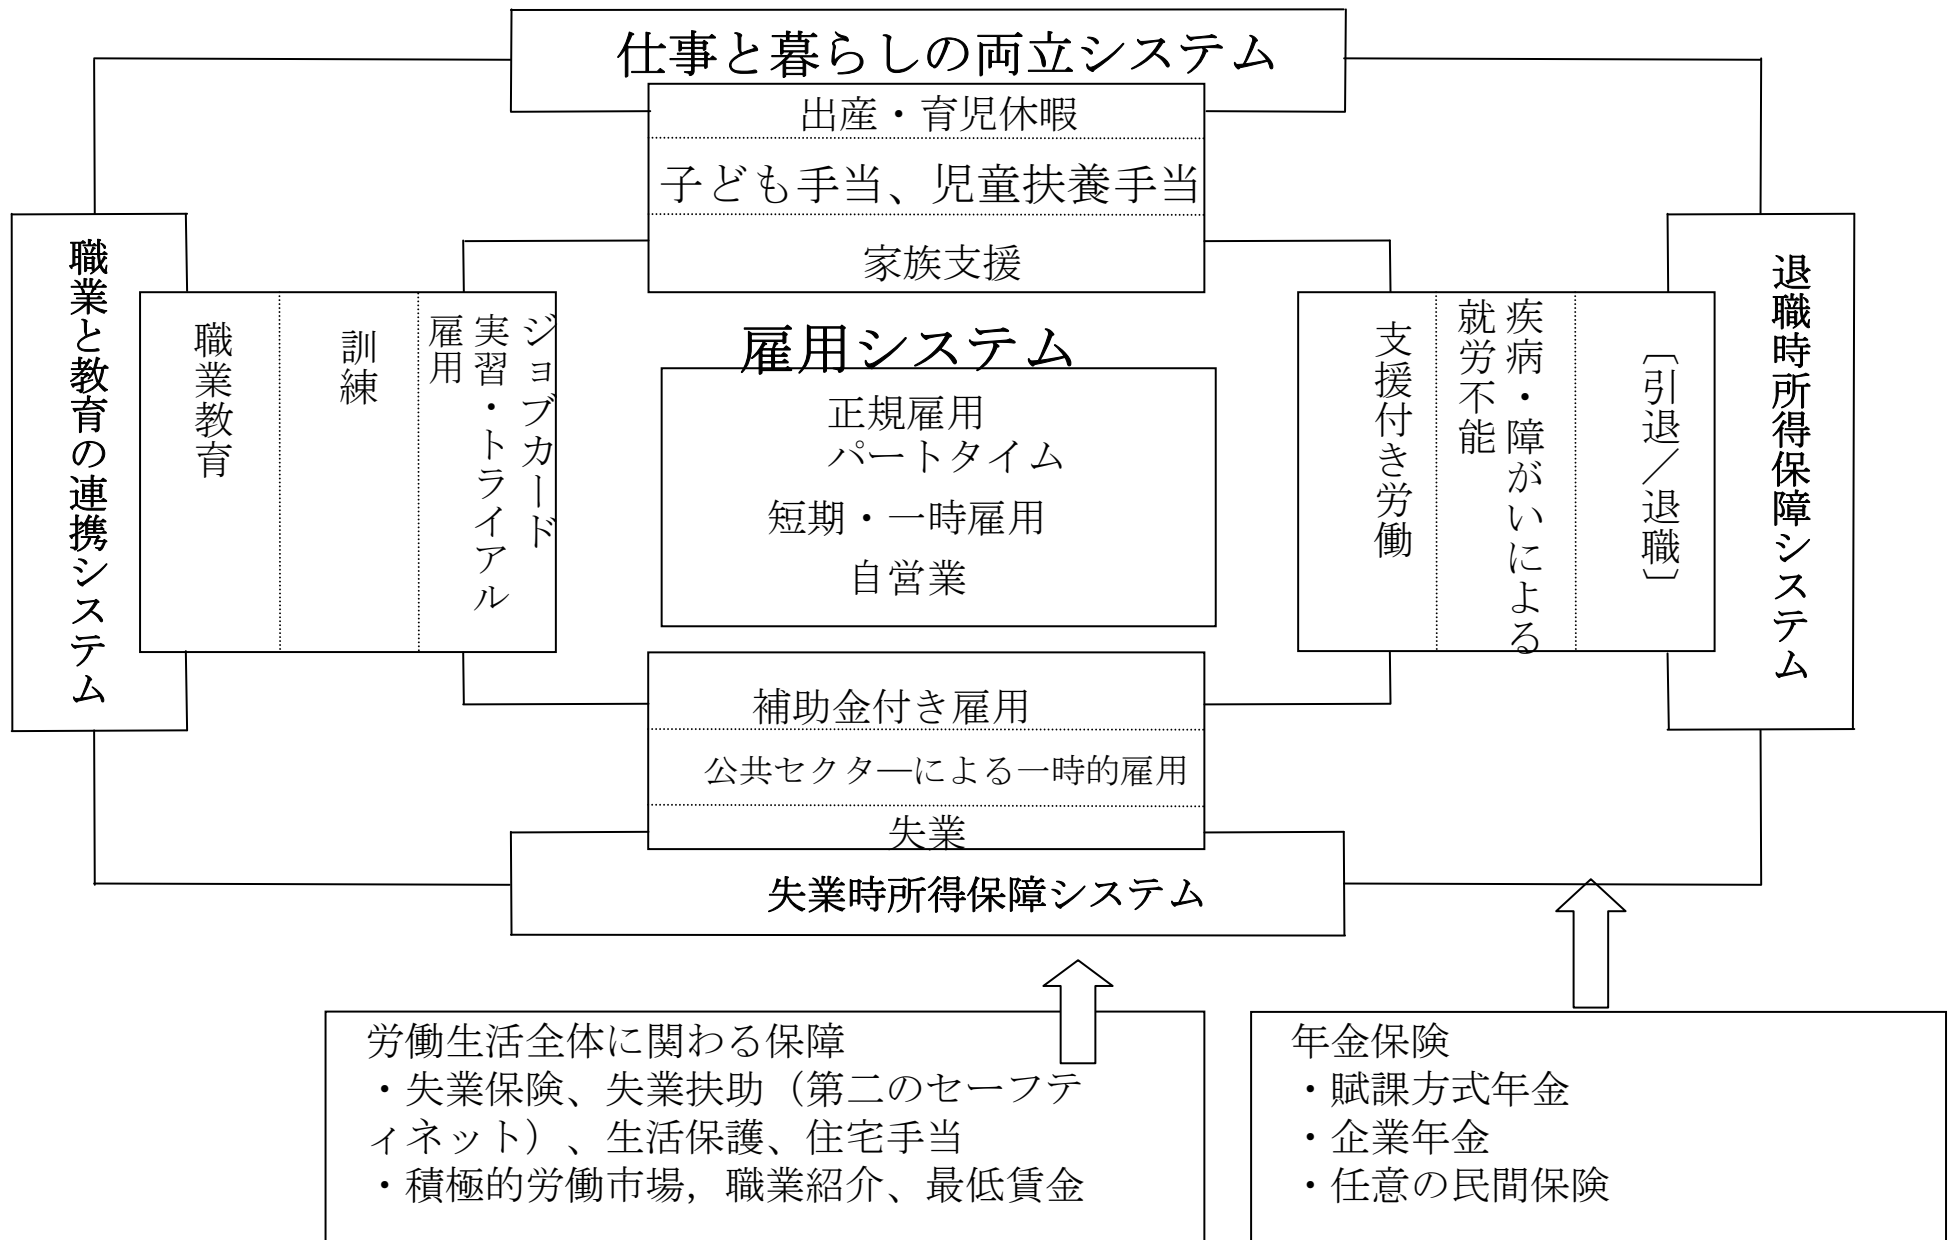 仕事と暮らしの両立システム
出産・育児休暇
子ども手当、児童扶養手当
家族支援
職業と教育の連携システム
職業教育
訓練
ジョブカード
実習・トライアル
雇用
雇用システム
正規雇用
パートタイム
短期・一時雇用
自営業
支援付き労働
疾病・障がいによる
就労不能
〔引退／退職〕
退職時所得保障システム
補助金付き雇用
公共セクタ―による一時的雇用
失業
失業時所得保障システム
労働生活全体に関わる保障
・失業保険、失業扶助（第二のセーフテ
ィネット）、生活保護、住宅手当
・積極的労働市場，職業紹介、最低賃金
年金保険
・賦課方式年金
・企業年金
・任意の民間保険